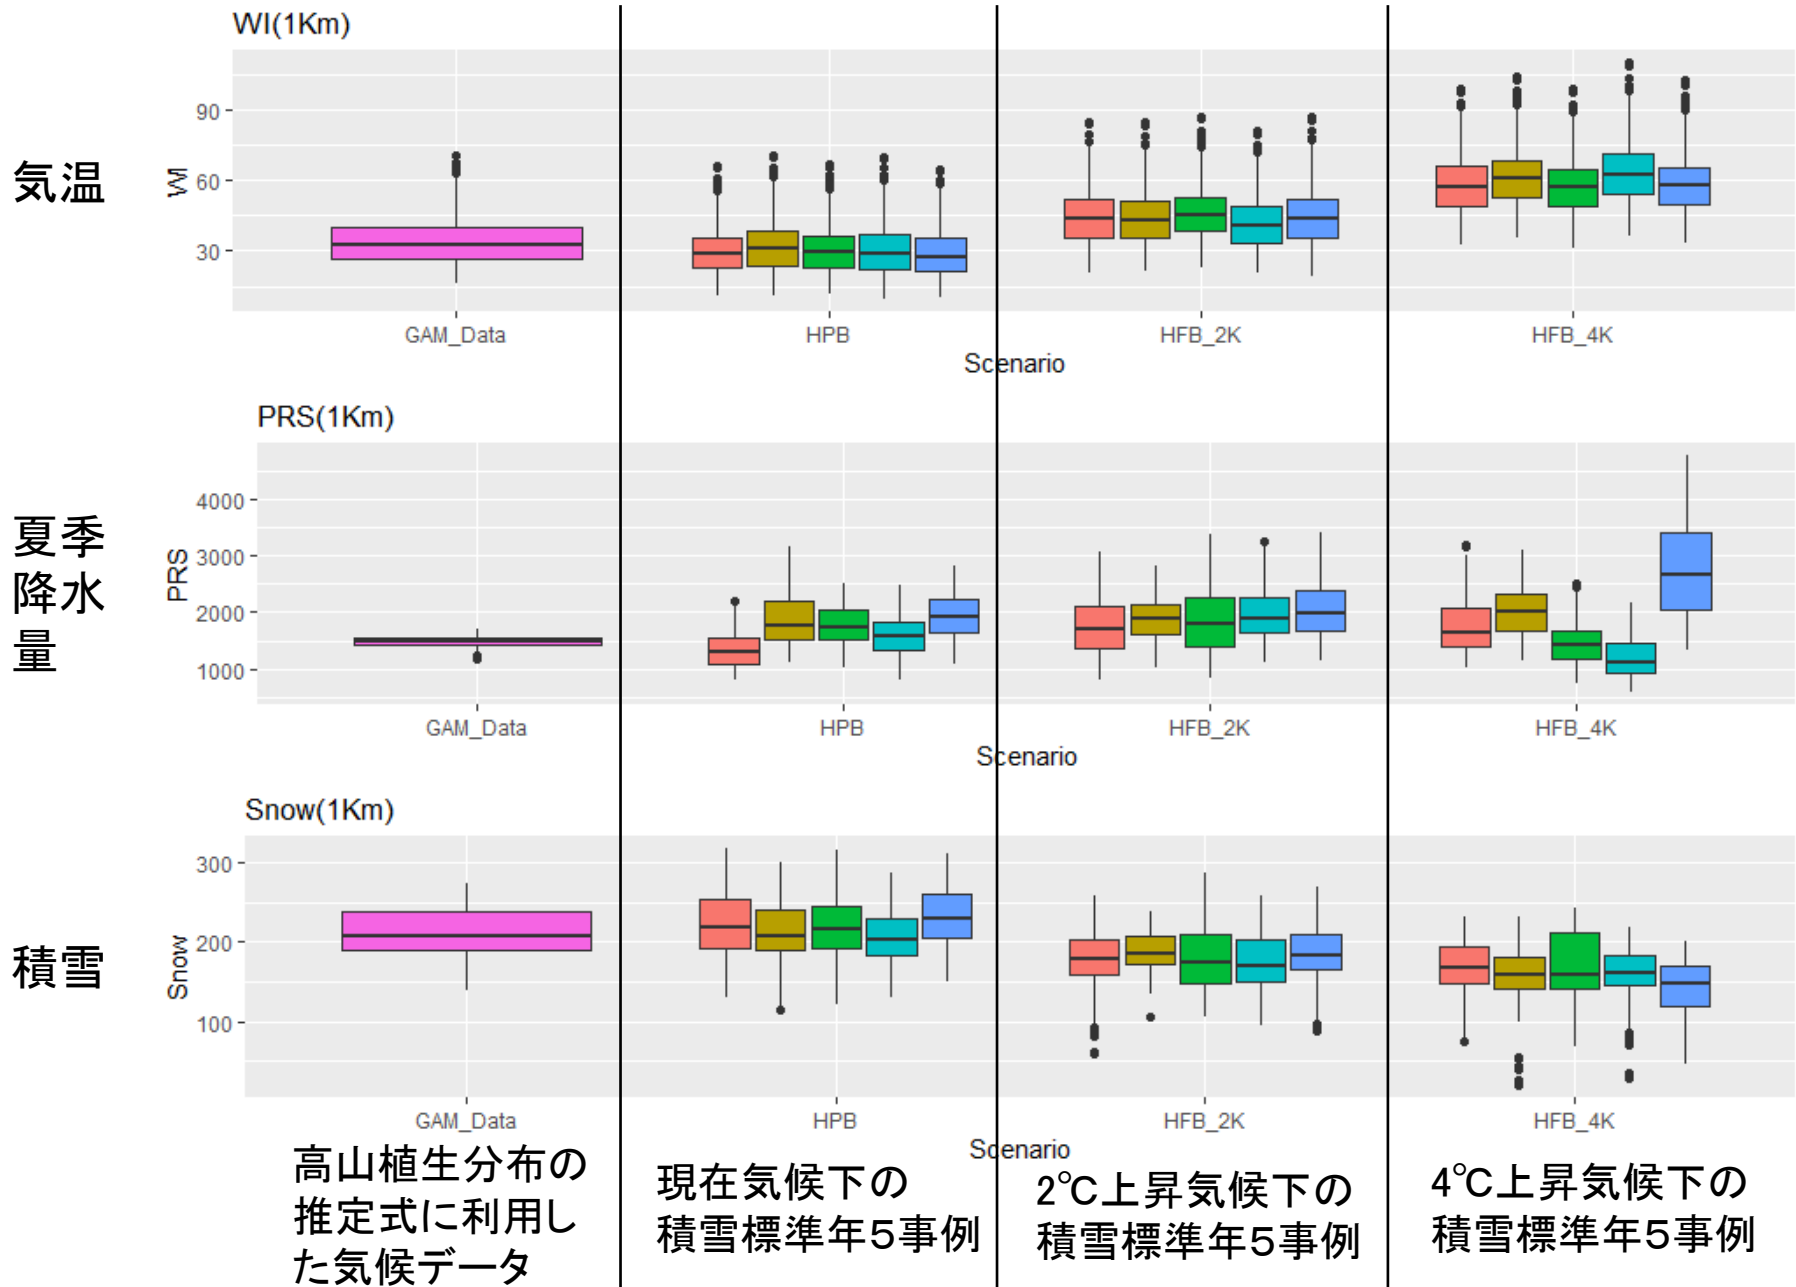 WI(1Km)
気温
WI
90
60
30
GAM_Data
HPB
HFB_2K
HFB_4K
Scenario
PRS(1Km)
夏季
降水
量
PRS
4000
3000
2000
1000
GAM_Data
HPB
HFB_2K
HFB_4K
Scenario
Snow(1Km)
積雪
Snow
300
200
100
GAM_Data
HPB
HFB_2K
HFB_4K
Scenario
高山植生分布の
推定式に利用し
た気候データ
現在気候下の
積雪標準年5事例
2℃上昇気候下の
積雪標準年5事例
4℃上昇気候下の
積雪標準年5事例